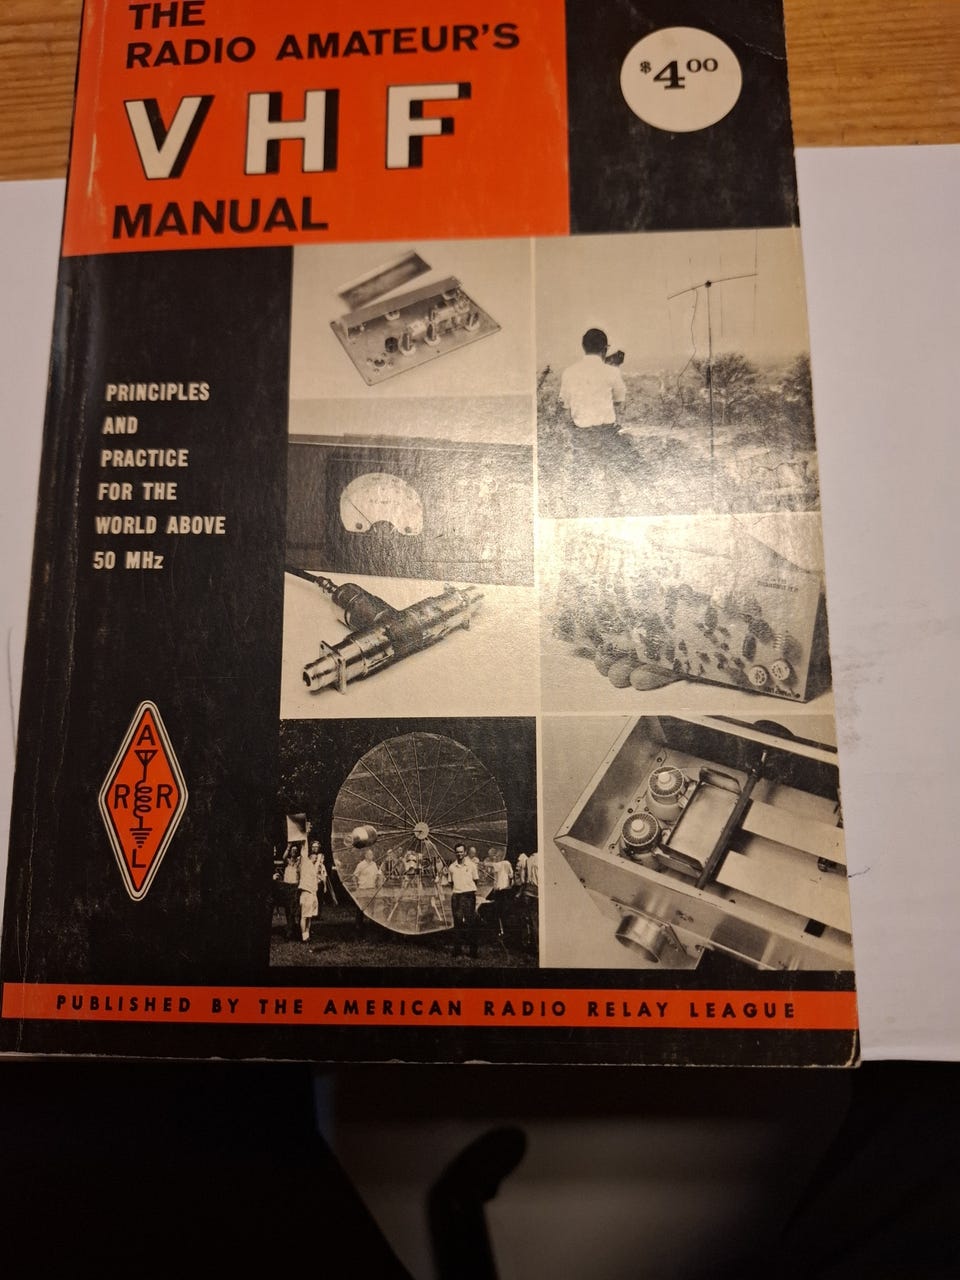 THE
RADIO AMATEUR'S
VHF
MANUAL
$4.00
PRINCIPLES
AND
PRACTICE
FOR THE
WORLD ABOVE
50 MHz
A
R R
L
PUBLISHED BY THE AMERICAN RADIO RELAY LEAGUE